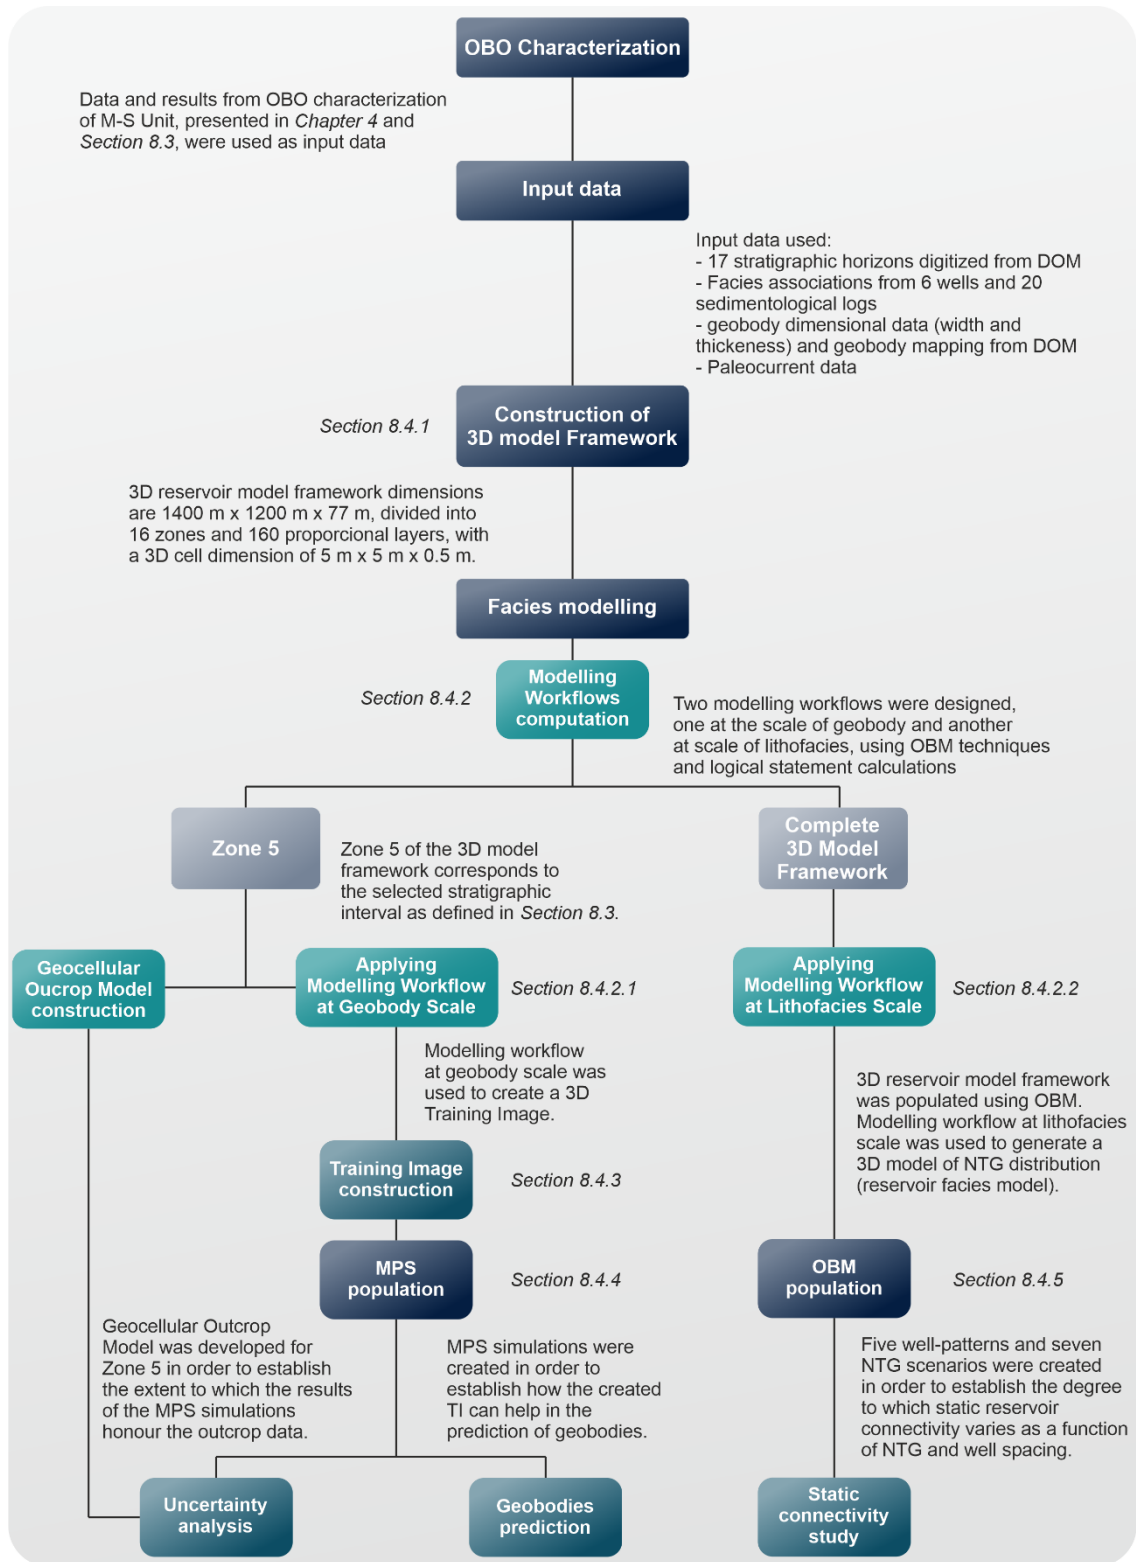 OBO Characterization
Data and results from OBO characterization
of M-S Unit, presented in Chapter 4 and
Section 8.3, were used as input data
Input data
Input data used:
- 17 stratigraphic horizons digitized from DOM
- Facies associations from 6 wells and 20
sedimentological logs
- geobody dimensional data (width and
thickeness) and geobody mapping from DOM
- Paleocurrent data
Section 8.4.1
Construction of
3D model Framework
3D reservoir model framework dimensions
are 1400 m x 1200 m x 77 m, divided into
16 zones and 160 proporcional layers, with
a 3D cell dimension of 5 m x 5 m x 0.5 m.
Facies modelling
Section 8.4.2
Modelling
Workflows
computation
Two modelling workflows were designed,
one at the scale of geobody and another
at scale of lithofacies, using OBM techniques
and logical statement calculations
Zone 5
Zone 5 of the 3D model
framework corresponds to
the selected stratigraphic
interval as defined in Section 8.3.
Complete
3D Model
Framework
Geocellular
Oucrop Model
construction
Applying
Modelling Workflow
at Geobody Scale
Section 8.4.2.1
Applying
Modelling Workflow
at Lithofacies Scale
Section 8.4.2.2
Modelling workflow
at geobody scale was
used to create a 3D
Training Image.
3D reservoir model framework
was populated using OBM.
Modelling workflow at lithofacies
scale was used to generate a
3D model of NTG distribution
(reservoir facies model).
Training Image
construction
Section 8.4.3
MPS
population
Section 8.4.4
OBM
population
Section 8.4.5
Geocellular Outcrop
Model was developed for
Zone 5 in order to establish
the extent to which the results
of the MPS simulations
honour the outcrop data.
MPS simulations were
created in order to
establish how the created
TI can help in the
prediction of geobodies.
Five well-patterns and seven
NTG scenarios were created
in order to establish the degree
to which static reservoir
connectivity varies as a function
of NTG and well spacing.
Uncertainty
analysis
Geobodies
prediction
Static
connectivity
study